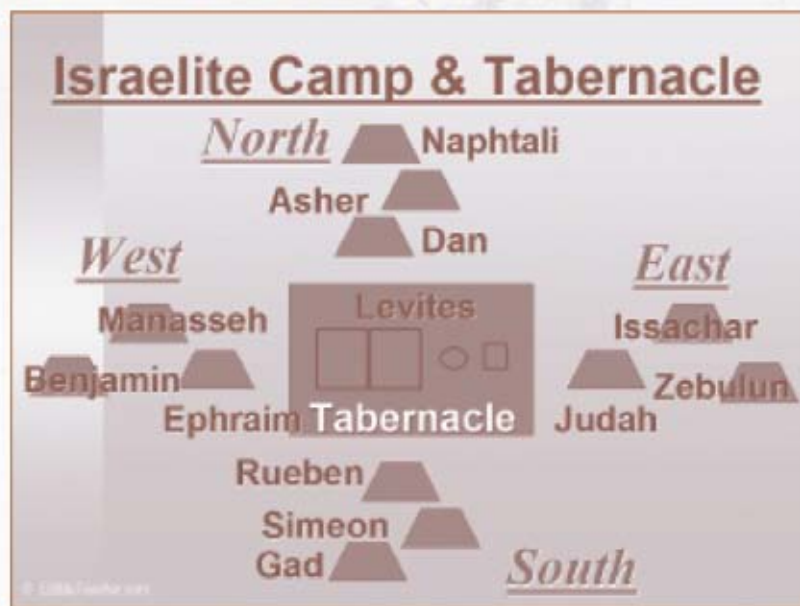 Israelite Camp & Tabernacle
North Naphtali
Asher
Dan
West
East
Levites
Manasseh
Issachar
Benjamin
Zebulun
Ephraim Tabernacle Judah
Rueben
Simeon
Gad
South